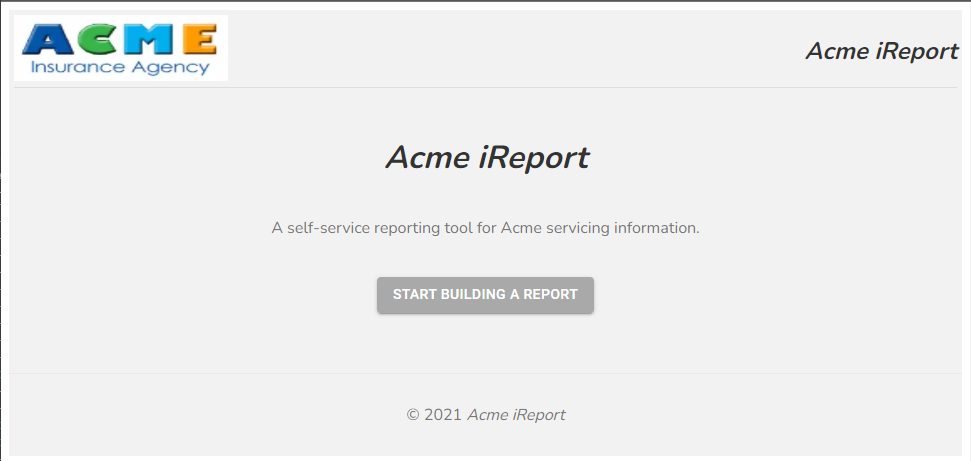 ACME
Insurance Agency
Acme iReport
Acme iReport
A self-service reporting tool for Acme servicing information.
START BUILDING A REPORT
© 2021 Acme iReport